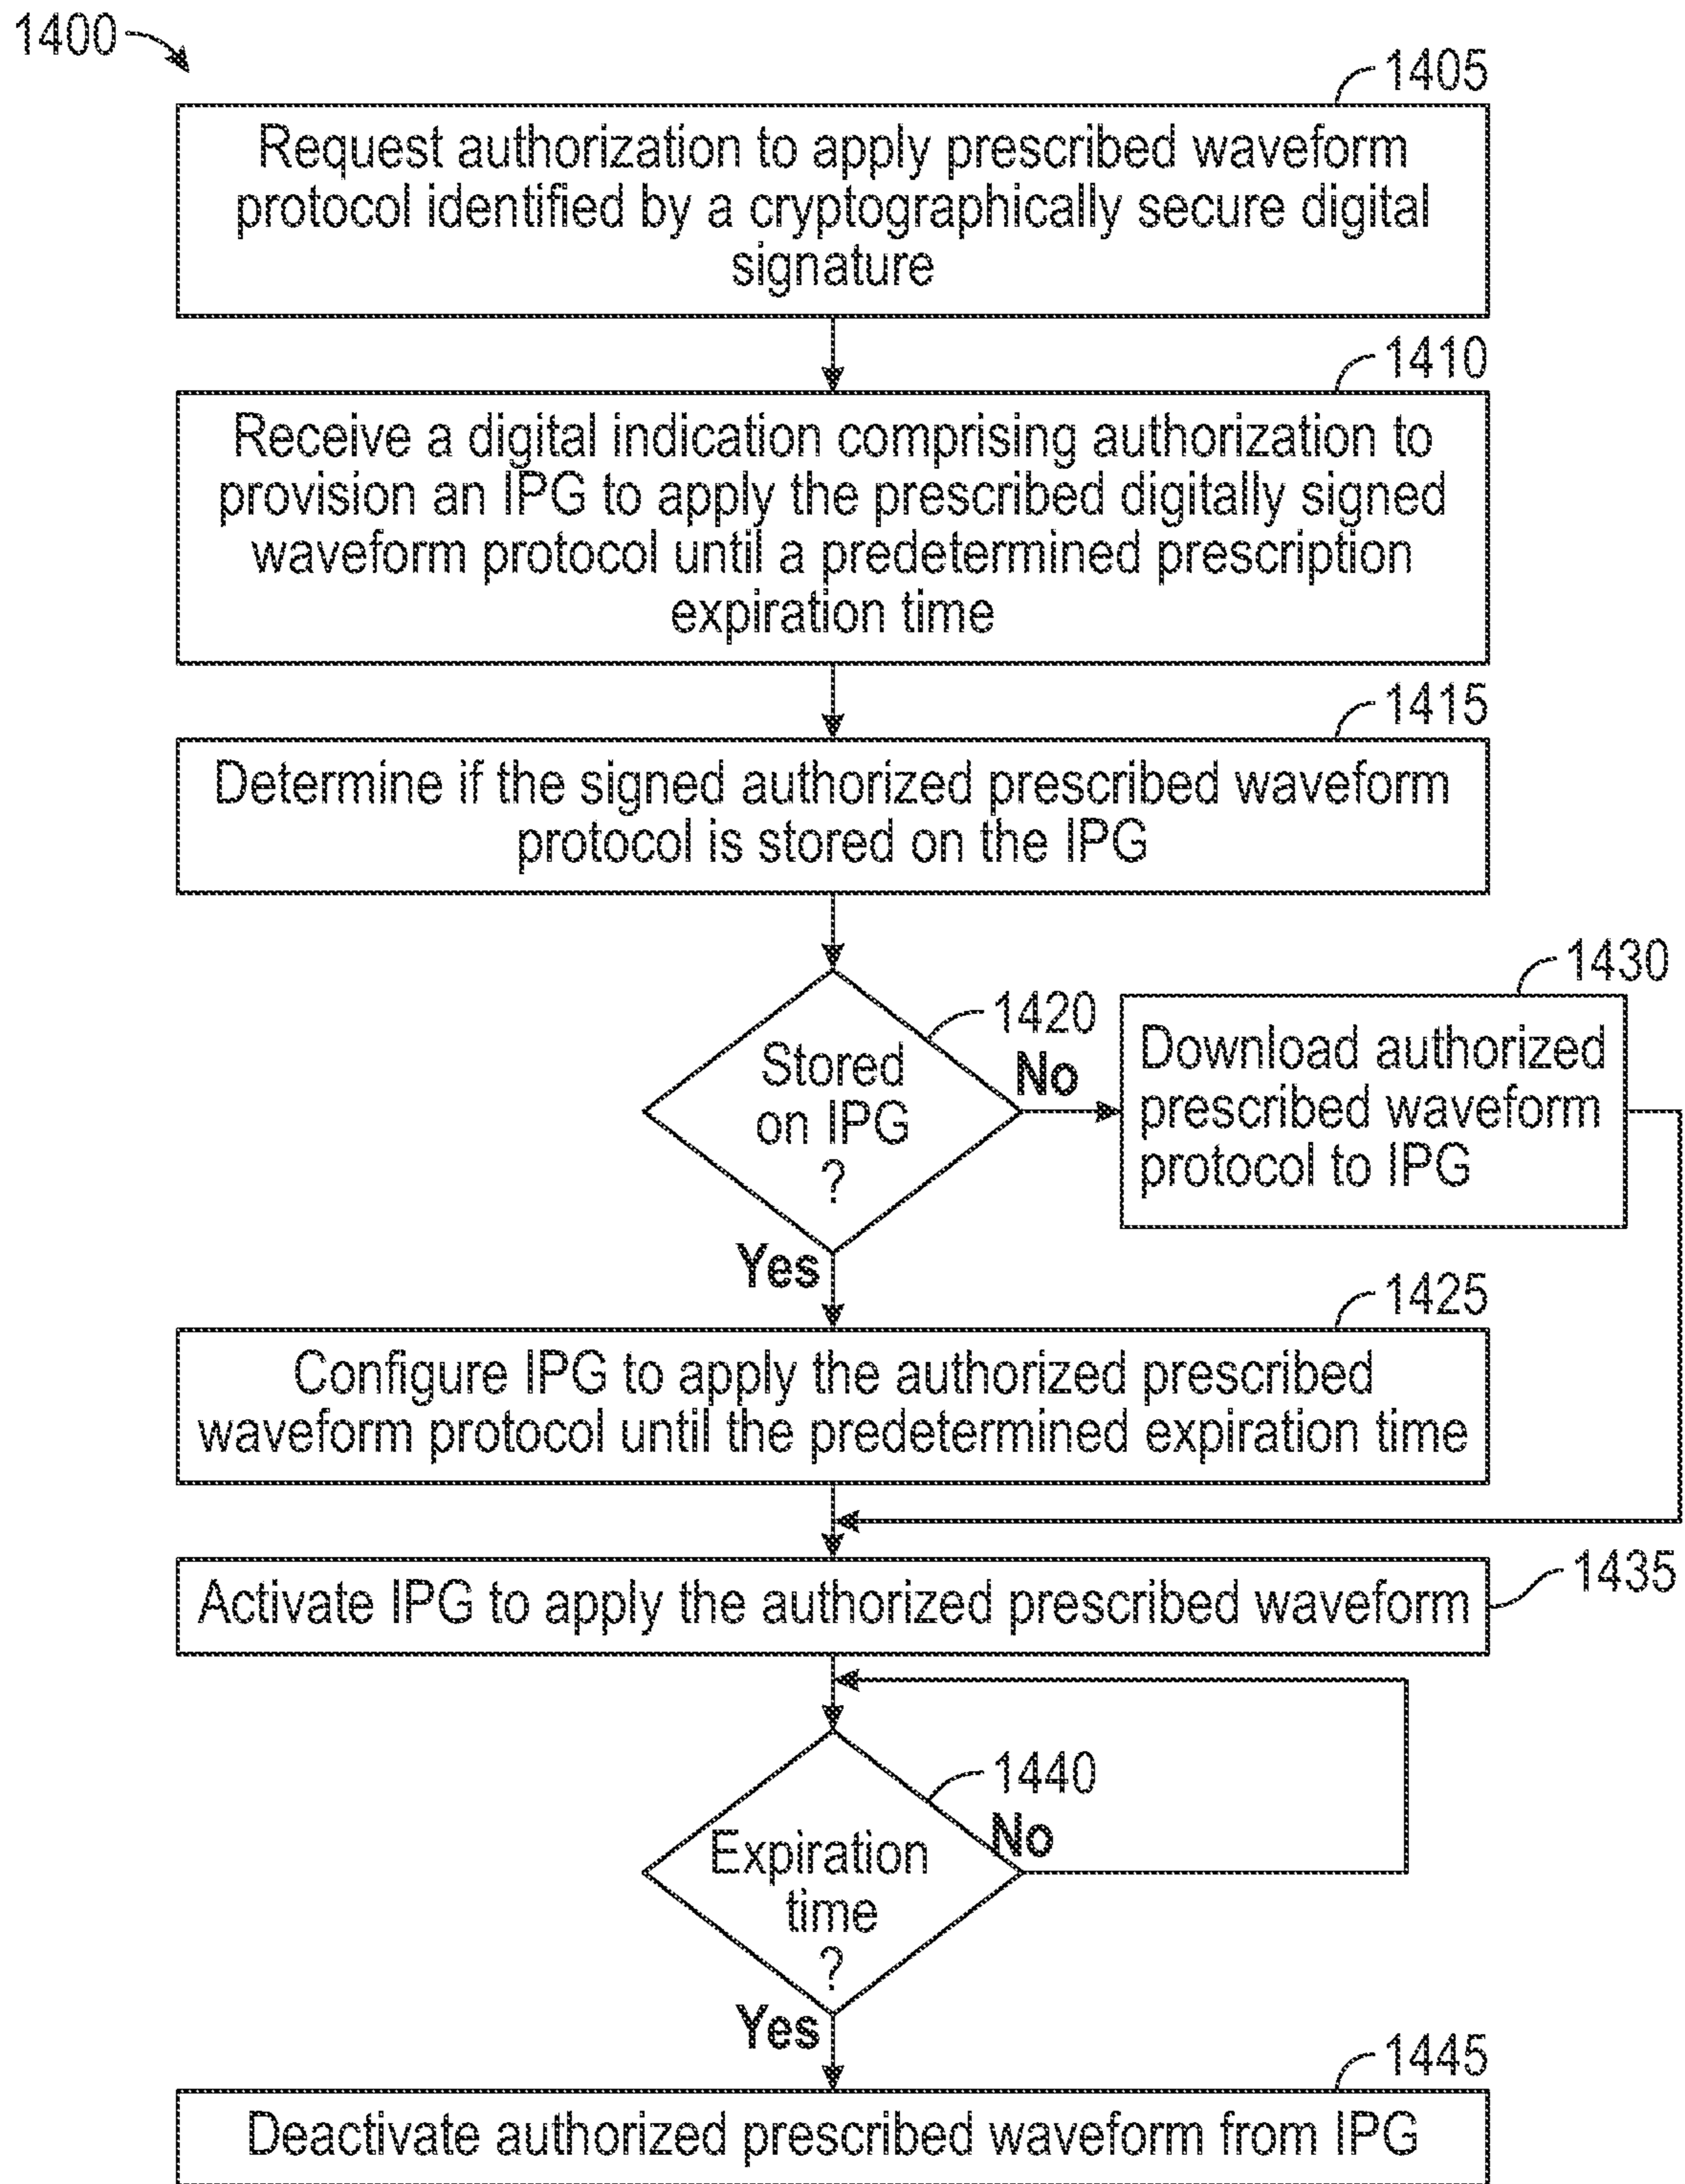 1400
1405
Request authorization to apply prescribed waveform
protocol identified by a cryptographically secure digital
signature
1410
Receive a digital indication comprising authorization to
provision an IPG to apply the prescribed digitally signed
waveform protocol until a predetermined prescription
expiration time
1415
Determine if the signed authorized prescribed waveform
protocol is stored on the IPG
1420
Stored
on IPG
?
No
1430
Download authorized
prescribed waveform
protocol to IPG
Yes
1425
Configure IPG to apply the authorized prescribed
waveform protocol until the predetermined expiration time
Activate IPG to apply the authorized prescribed waveform
1435
1440
Expiration
time
?
No
Yes
1445
Deactivate authorized prescribed waveform from IPG